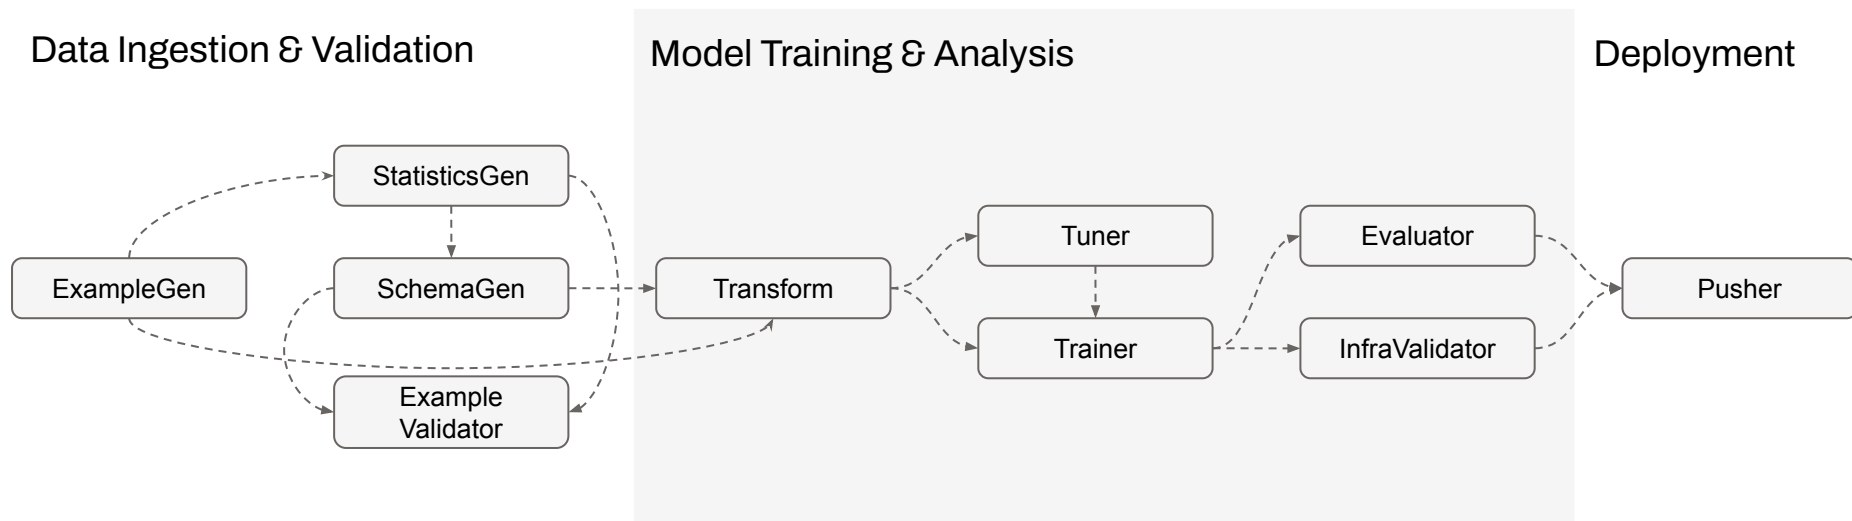 Data Ingestion & Validation
Model Training & Analysis
Deployment
StatisticsGen
ExampleGen
SchemaGen
Example
Validator
Transform
Tuner
Trainer
Evaluator
InfraValidator
Pusher